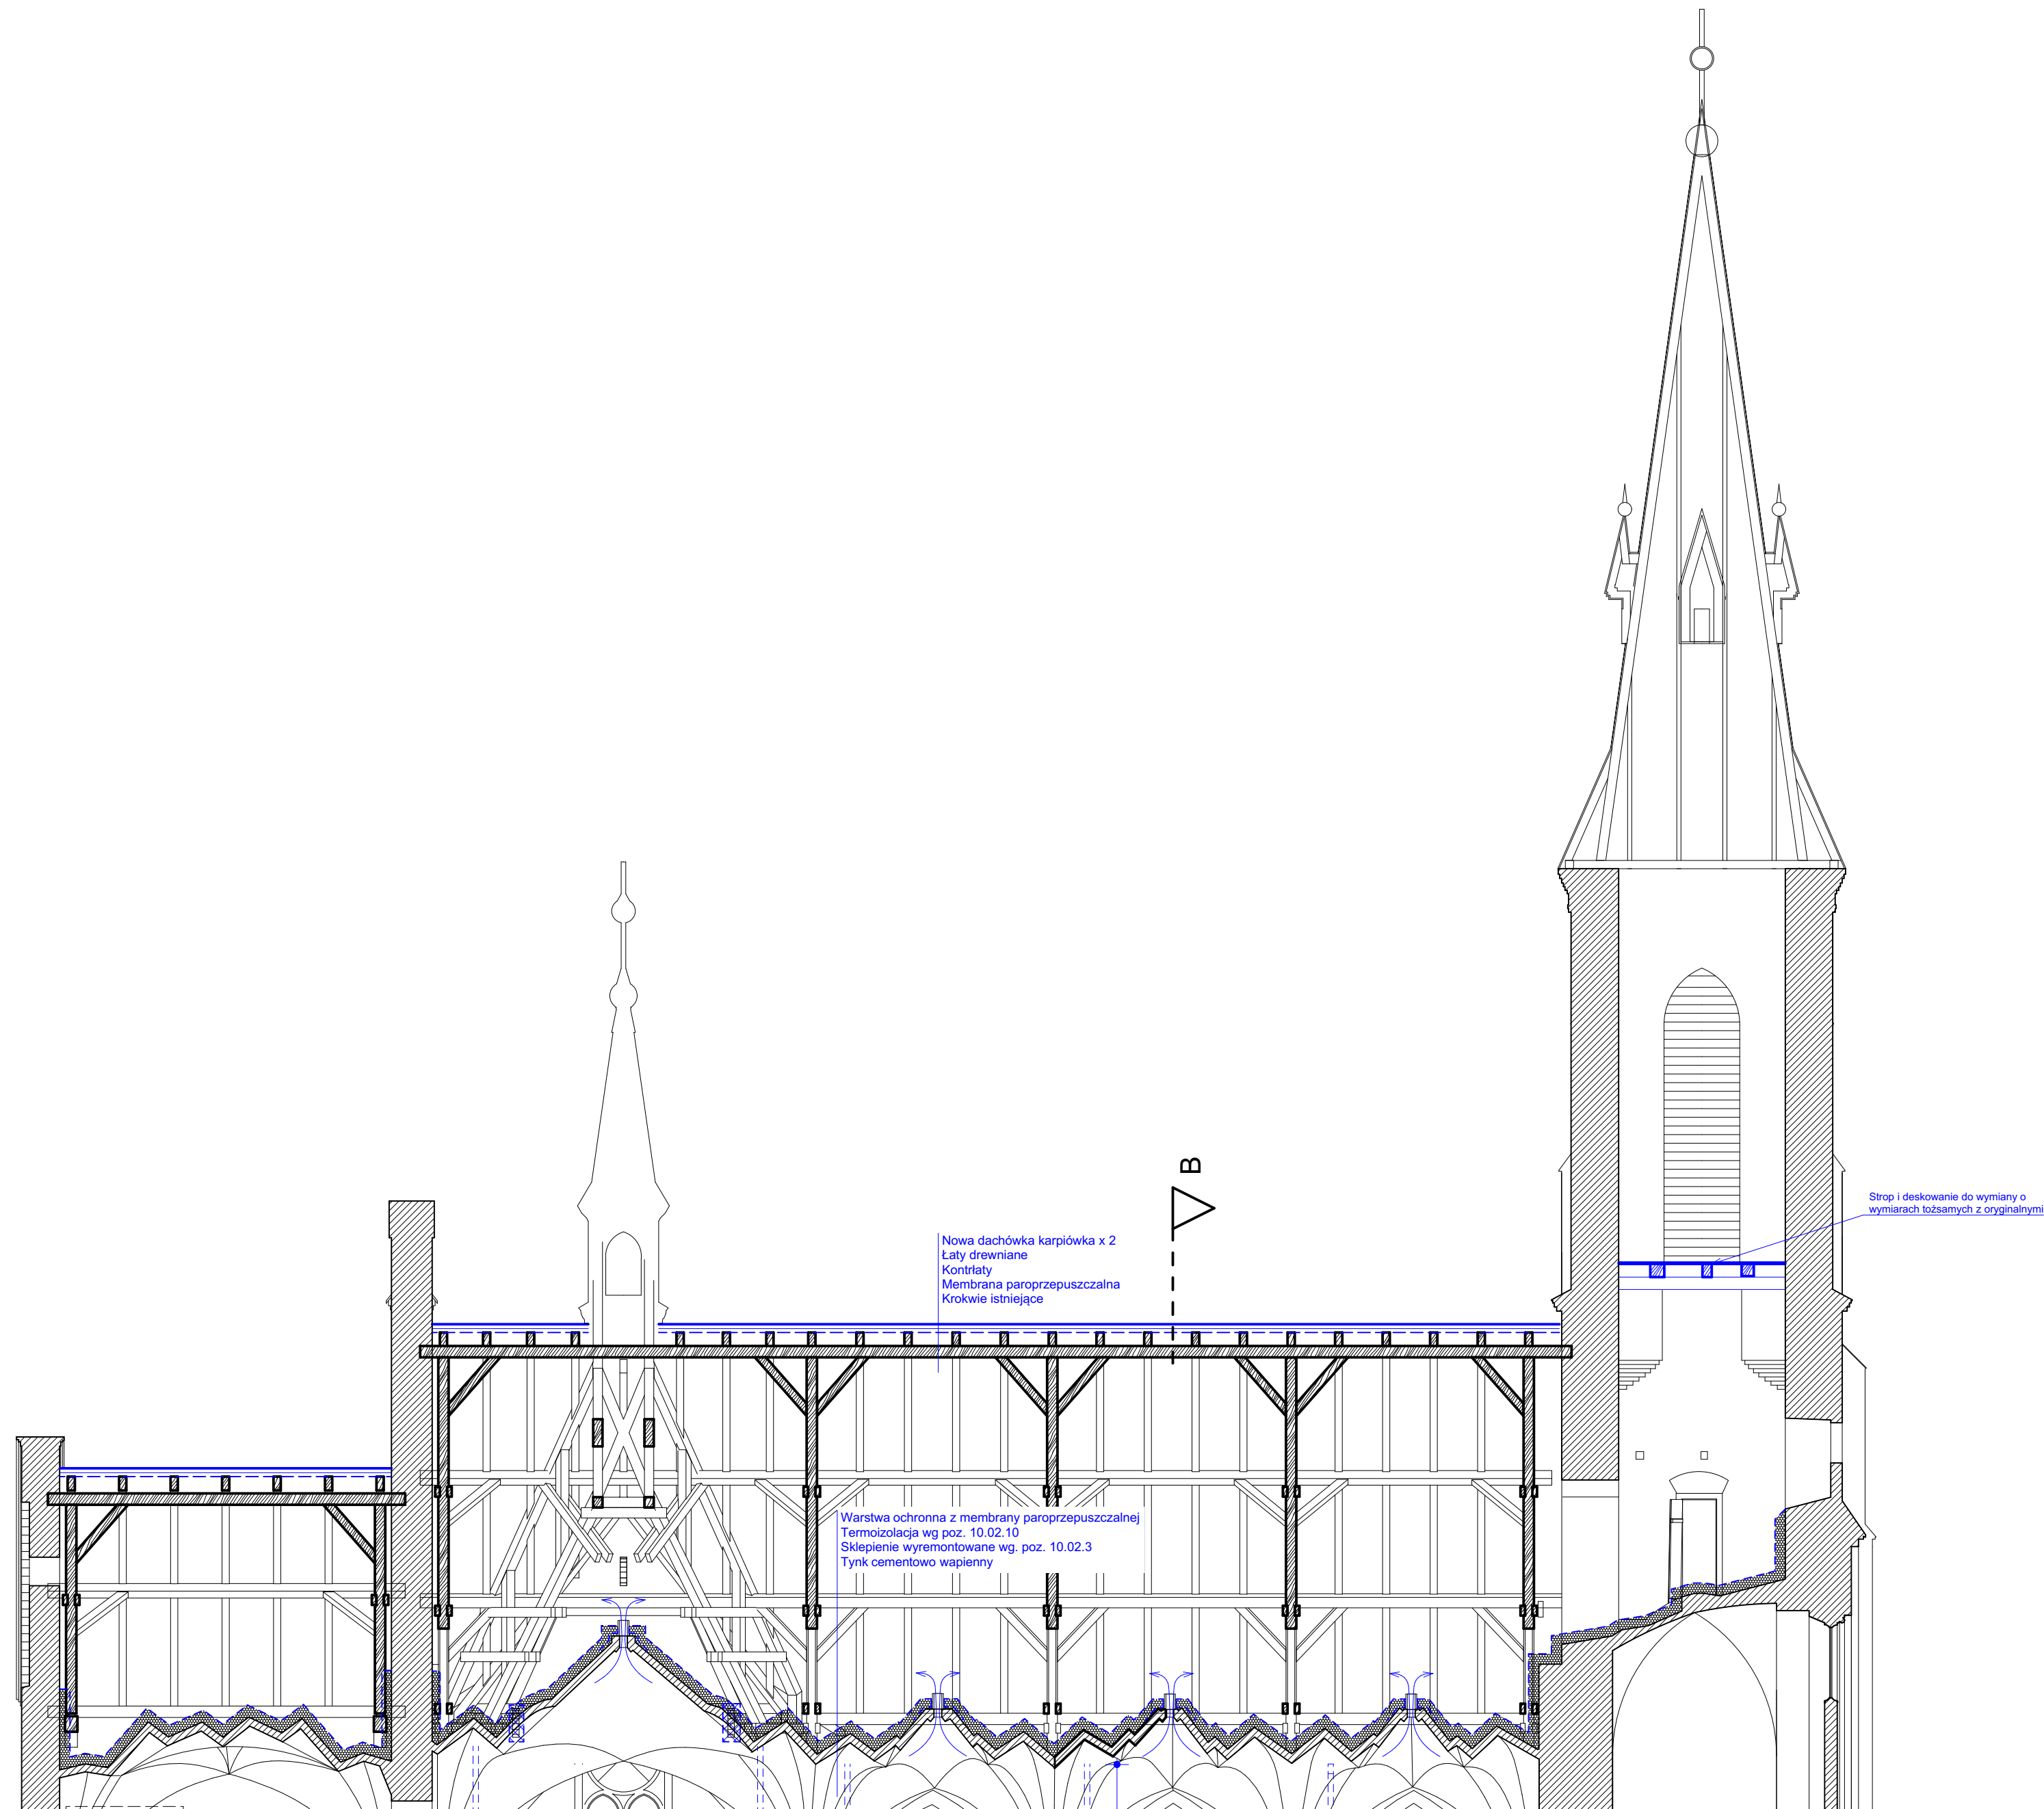 B
Strop i deskowanie do wymiany o
wymiarach tożsamych z oryginalnymi
Nowa dachówka karpiówka x 2
Łaty drewniane
Kontrłaty
Membrana paroprzepuszczalna
Krokwie istniejące
Warstwa ochronna z membrany paroprzepuszczalnej
Termoizolacja wg poz. 10.02.10
Sklepienie wyremontowane wg. poz. 10.02.3
Tynk cementowo wapienny